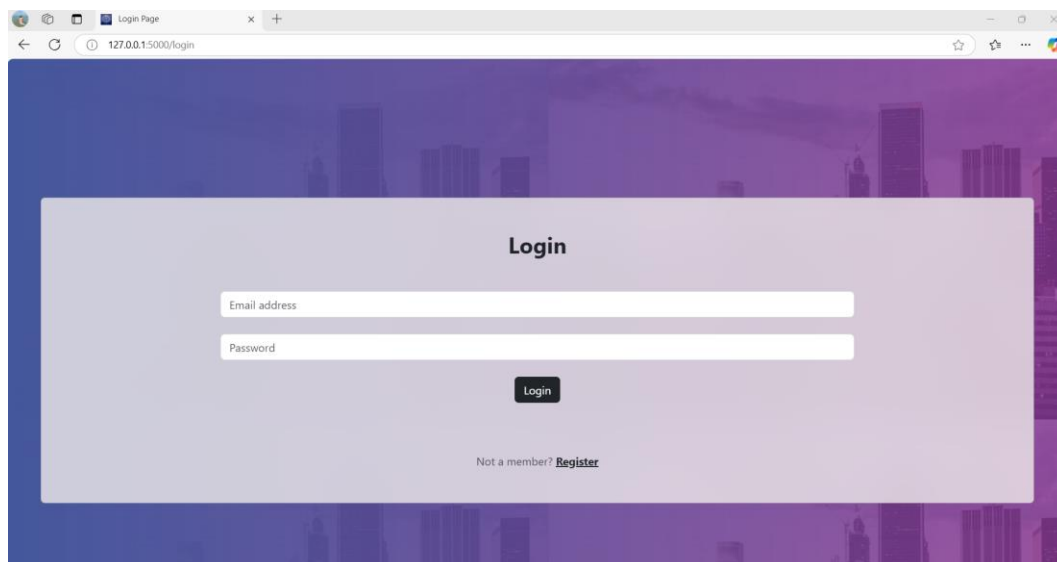 Login Page
127.0.0.1:5000/login
Login
Email address
Password
Login
Not a member? Register